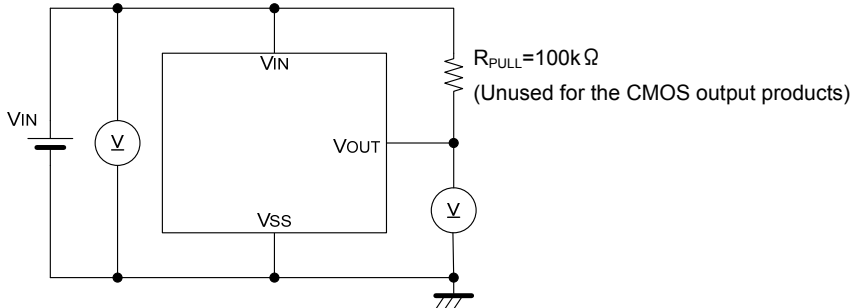 VIN
RPULL=100kΩ
(Unused for the CMOS output products)
VIN
V
VOUT
V
VSS